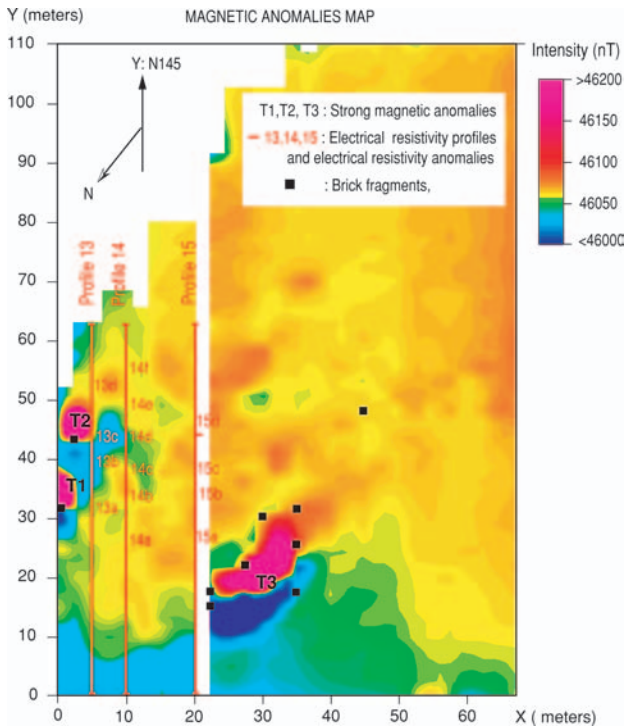 Y (meters)
MAGNETIC ANOMALIES MAP
110
100
90
80
70
60
50
40
30
20
10
0
Y: N145
N
Intensity (nT)
>46200
46150
46100
46050
<46000
T1,T2, T3 : Strong magnetic anomalies
13,14,15 : Electrical resistivity profiles
and electrical resistivity anomalies
: Brick fragments,
Profile 13
Profile 14
Profile 15
T2
T1
T3
13d
13c
13b
13a
14f
14e
14d
14c
14b
14a
15d
15c
15b
15a
0
10
20
30
40
50
60
X ( meters)